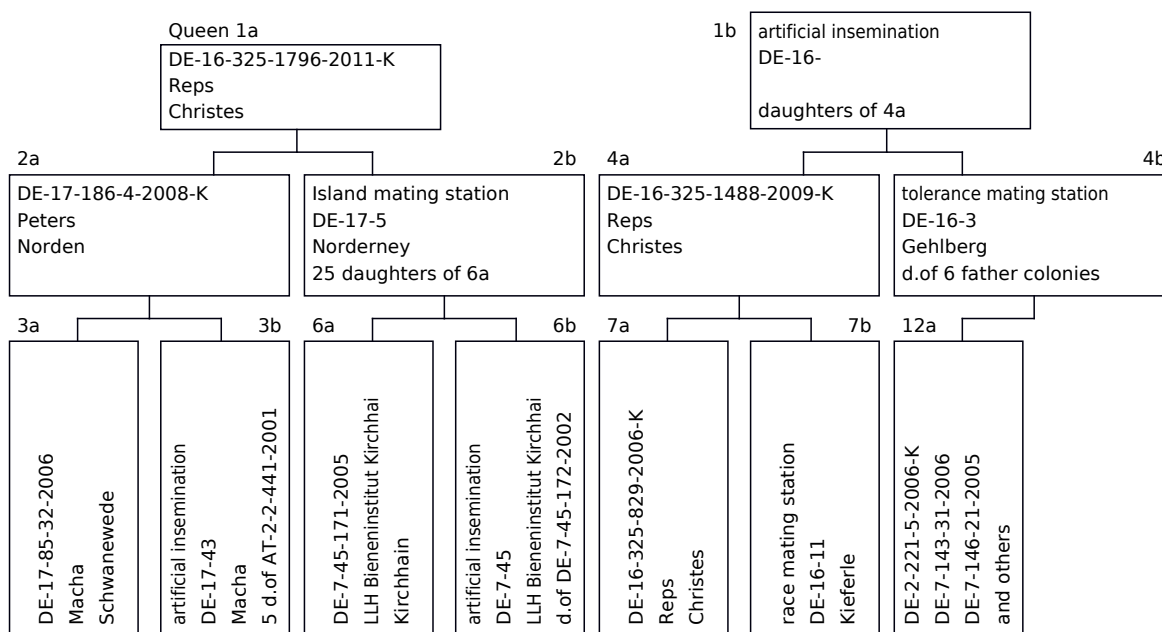 Queen 1a
DE-16-325-1796-2011-K
Reps
Christes
1b
artificial insemination
DE-16-
daughters of 4a
2a
DE-17-186-4-2008-K
Peters
Norden
2b
Island mating station
DE-17-5
Norderney
25 daughters of 6a
4a
DE-16-325-1488-2009-K
Reps
Christes
4b
tolerance mating station
DE-16-3
Gehlberg
d.of 6 father colonies
3a
DE-17-85-32-2006
Macha
Schwanewede
3b
artificial insemination
DE-17-43
Macha
5 d.of AT-2-2-441-2001
6a
DE-7-45-171-2005
LLH Bieneninstitut Kirchhai
Kirchhain
6b
artificial insemination
DE-7-45
LLH Bieneninstitut Kirchhai
d.of DE-7-45-172-2002
7a
DE-16-325-829-2006-K
Reps
Christes
7b
race mating station
DE-16-11
Kieferle
12a
DE-2-221-5-2006-K
DE-7-143-31-2006
DE-7-146-21-2005
and others